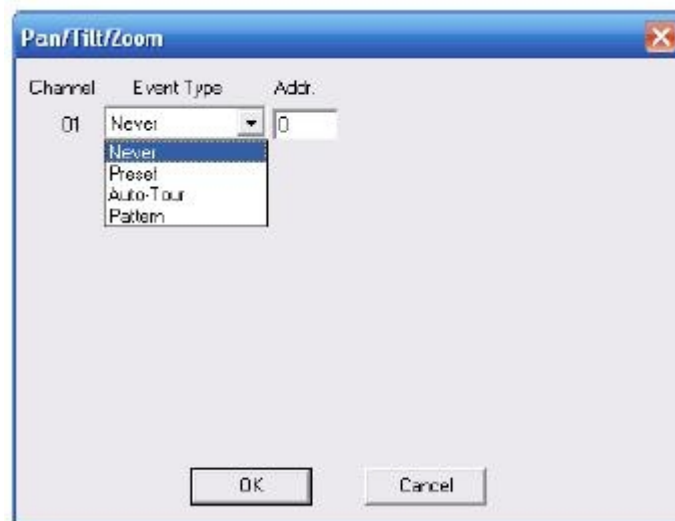 Pan/Tilt/Zoom
Channel Event Type Addr.
01 Never 0
Never
Preset
Auto-Tour
Pattern
OK Cancel